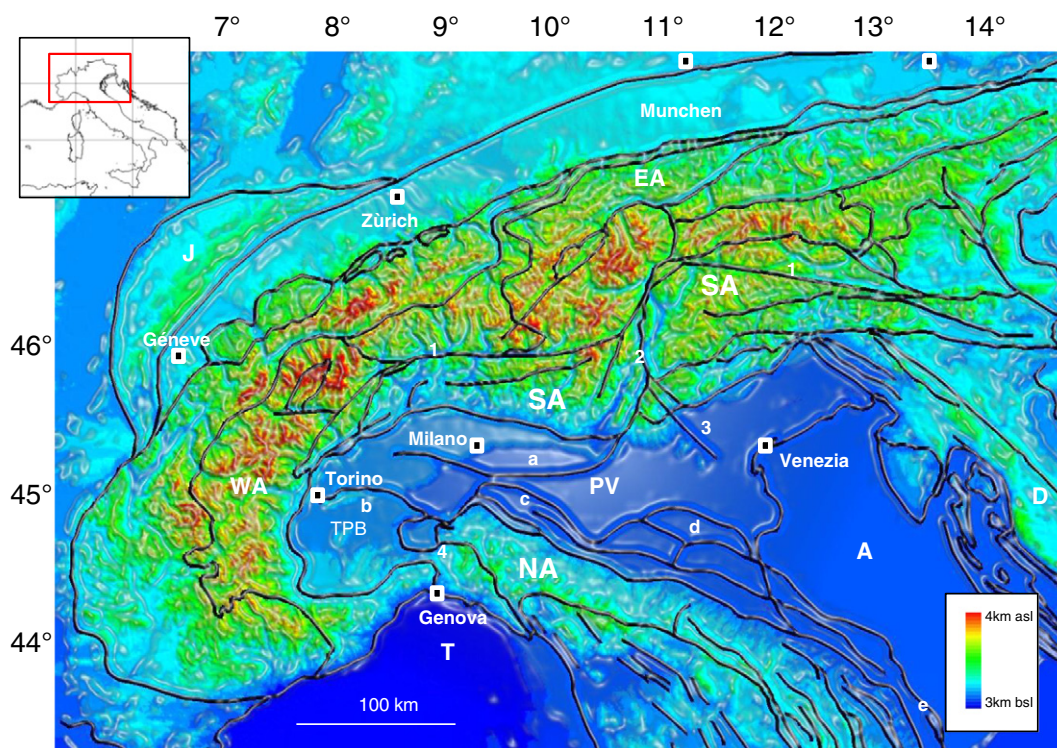 7° 8° 9° 10° 11° 12° 13° 14°
Munchen
EA
Zùrich
J
SA
1
46°
Géneve
1
2
SA
3
Milano
Venezia
a
45°
WA
Torino
PV
D
b
c
TPB
d
4
NA
A
Genova
4km asl
44°
T
3km bsl
100 km
e